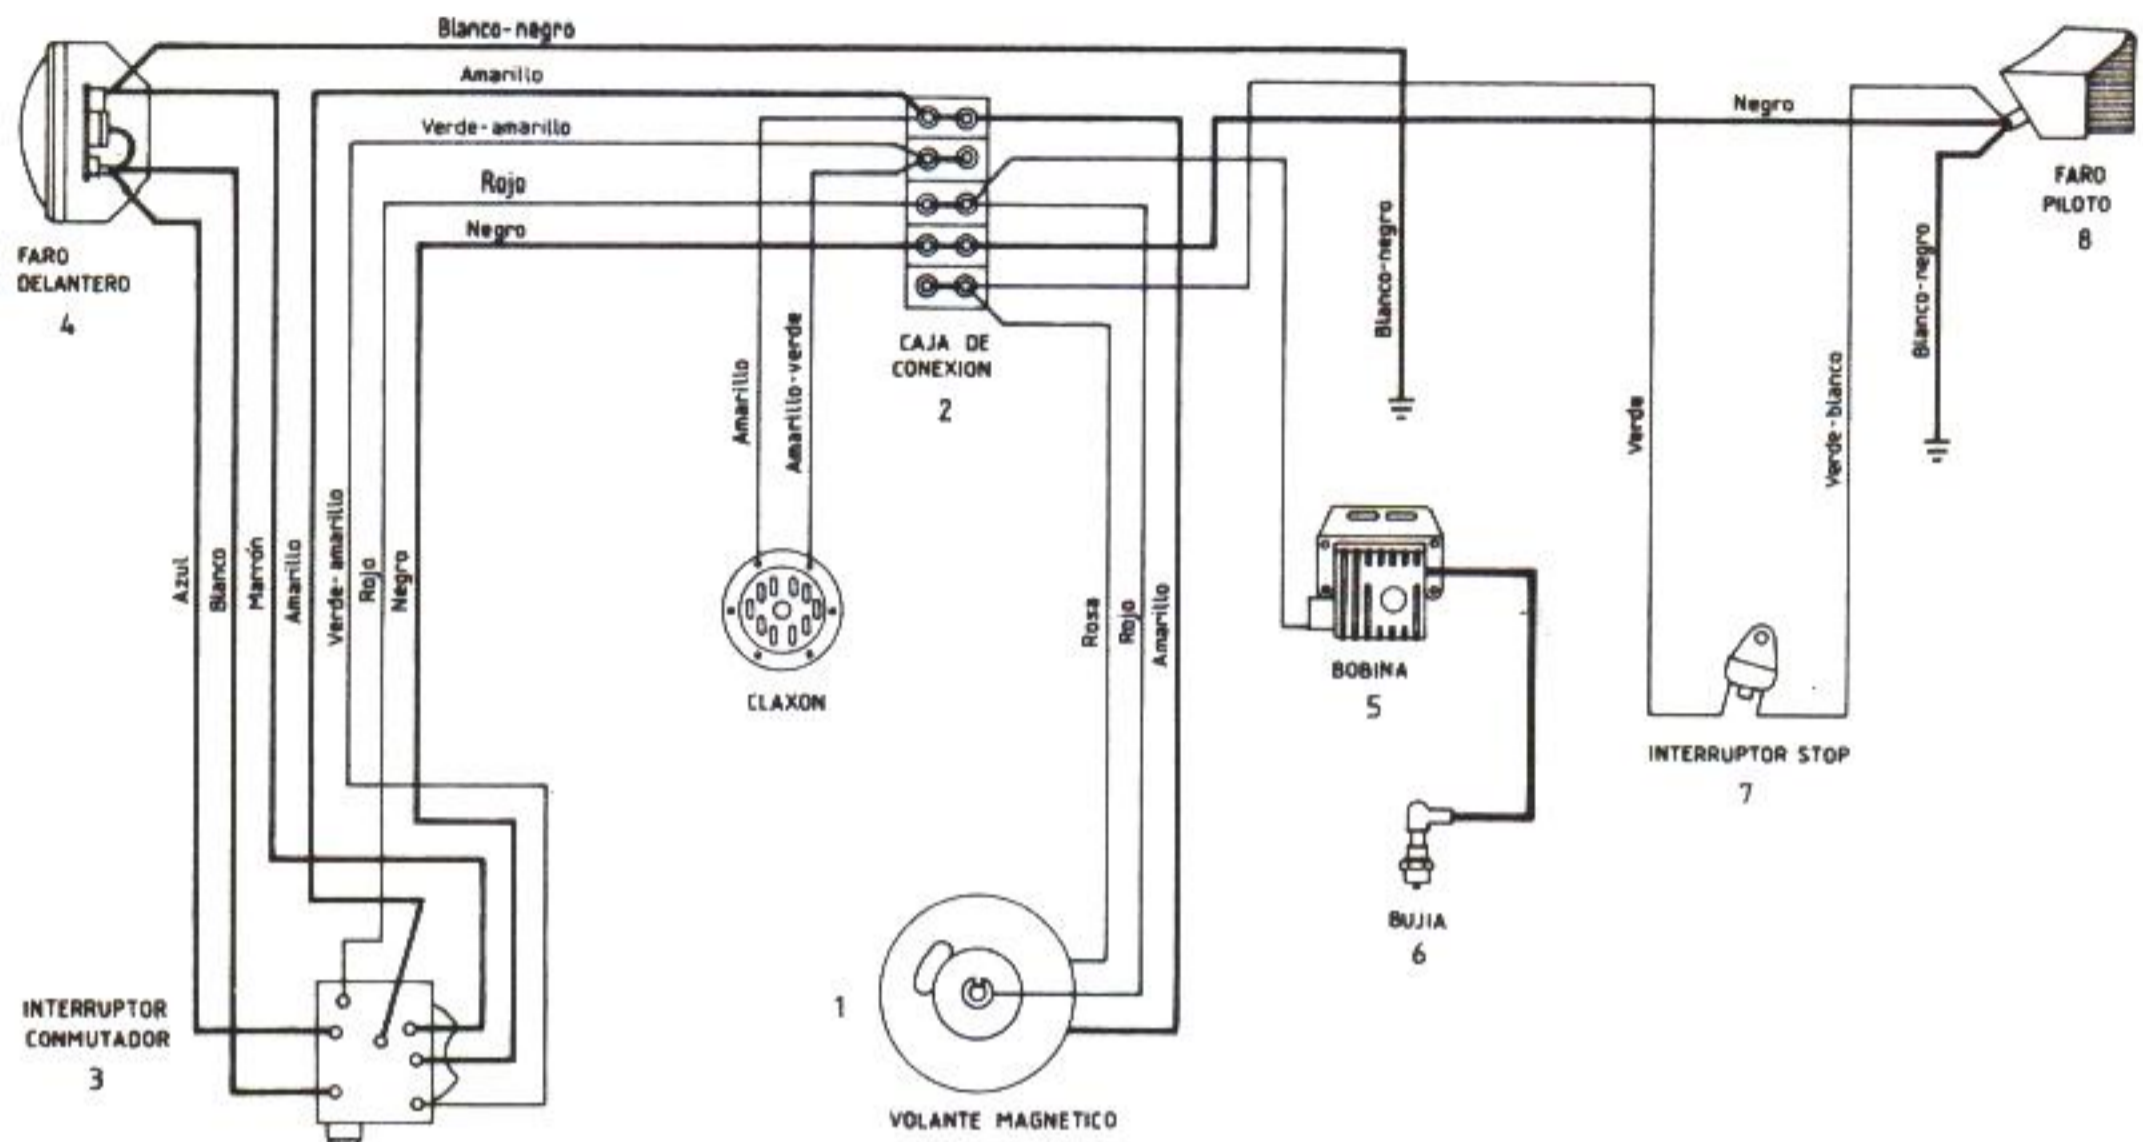 Blanco-negro
Amarillo
Verde-amarillo
Rojo
Negro
Negro
FARO
DELANTERO
4
FARO
PILOTO
8
CAJA DE
CONEXION
2
Blanco-negro
Blanco-negro
Amarillo
Amarillo-verde
Verde
Verde-blanco
Azul
Blanco
Marrón
Amarillo
Verde-amarillo
Rojo
Negro
Rosa
Rojo
Amarillo
CLAXON
BOBINA
5
INTERRUPTOR STOP
7
BUJIA
6
INTERRUPTOR
CONMUTADOR
3
1
VOLANTE MAGNETICO